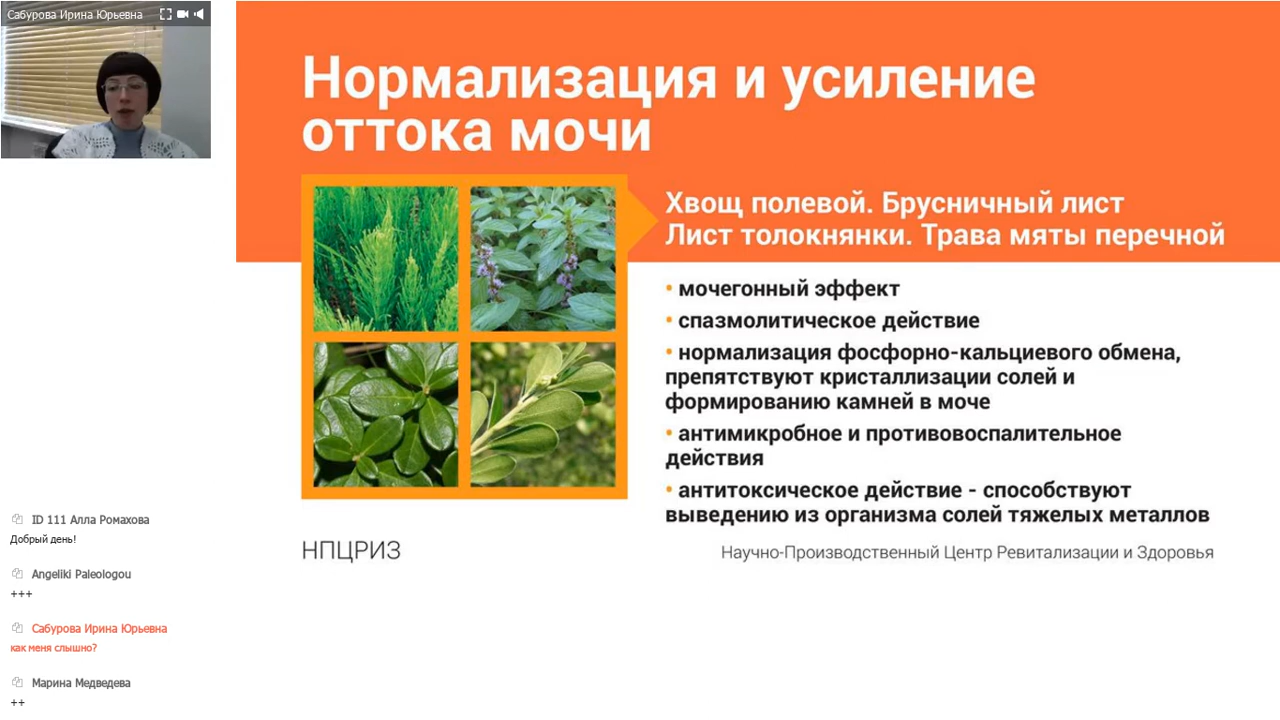 Сабурова Ирина Юрьевна
Нормализация и усиление
оттока мочи
Хвощ полевой. Брусничный лист
Лист толокнянки. Трава мяты перечной
• мочегонный эффект
• спазмолитическое действие
• нормализация фосфорно-кальциевого обмена,
препятствуют кристаллизации солей и
формированию камней в моче
• антимикробное и противовоспалительное
действия
• антитоксическое действие - способствуют
выведению из организма солей тяжелых металлов
НПЦРИЗ
Научно-Производственный Центр Ревитализации и Здоровья
ID 111 Алла Ромахова
Добрый день!
Angeliki Paleologou
+++
Сабурова Ирина Юрьевна
как меня слышно?
Марина Медведева
++